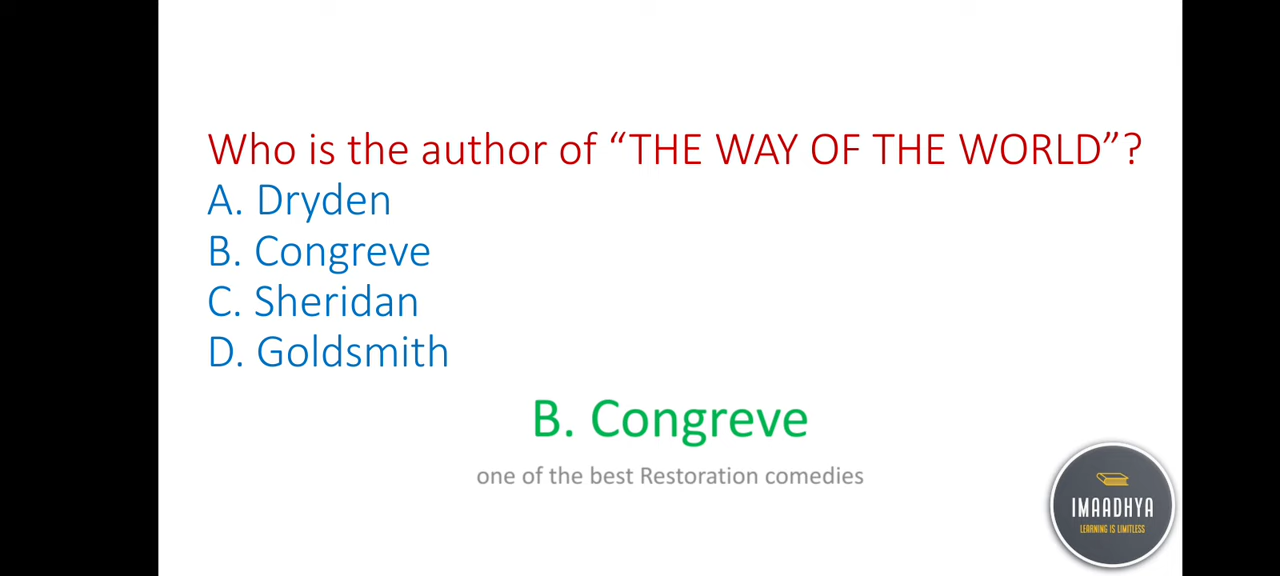 Who is the author of “THE WAY OF THE WORLD”?
A. Dryden
B. Congreve
C. Sheridan
D. Goldsmith
B. Congreve
one of the best Restoration comedies
IMAADHYA
LEARNING IS LIMITLESS